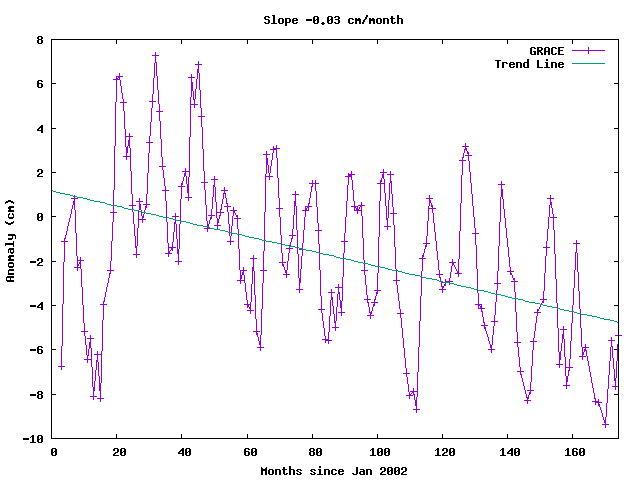 Slope -0.03 cm/month
GRACE
Trend Line
8
6
4
2
0
-2
-4
-6
-8
-10
Anomaly (cm)
0 20 40 60 80 100 120 140 160
Months since Jan 2002